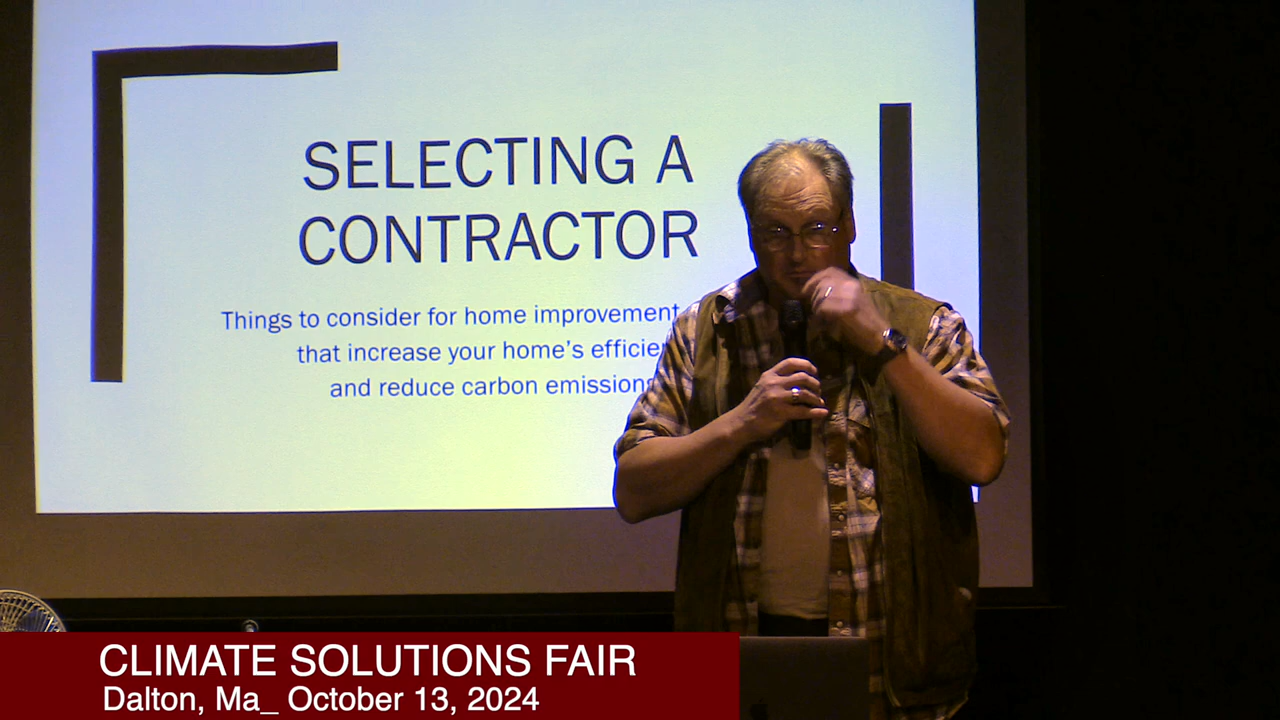 SELECTING A
CONTRACTOR
Things to consider for home improvement
that increase your home's
and reduce carbon emissions
CLIMATE SOLUTIONS FAIR
Dalton, Ma_ October 13, 2024